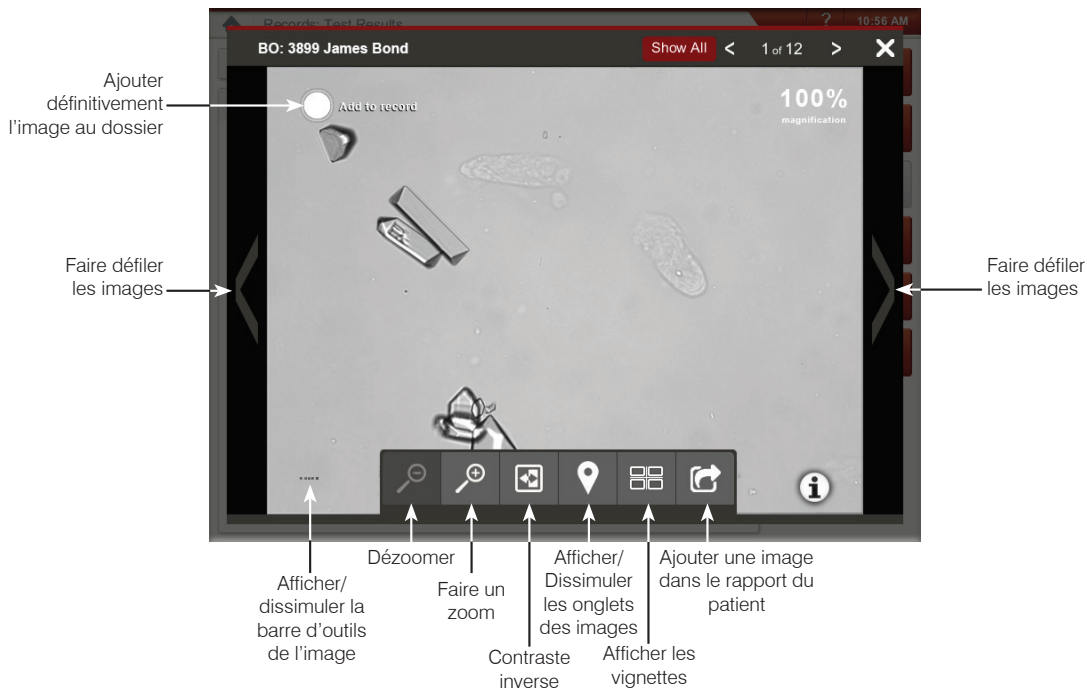 Records: Test Results
? 10:56 AM
BO: 3899 James Bond
Show All < 1 of 12 > X
Ajouter
définitivement
l'image au dossier
Add to record
100%
magnification
Faire défiler
les images
Faire défiler
les images
i
Dézoomer
Faire un
zoom
Afficher/
Dissimuler
les onglets
des images
Ajouter une image
dans le rapport du
patient
Afficher/
dissimuler la
barre d'outils
de l'image
Contraste
inverse
Afficher les
vignettes